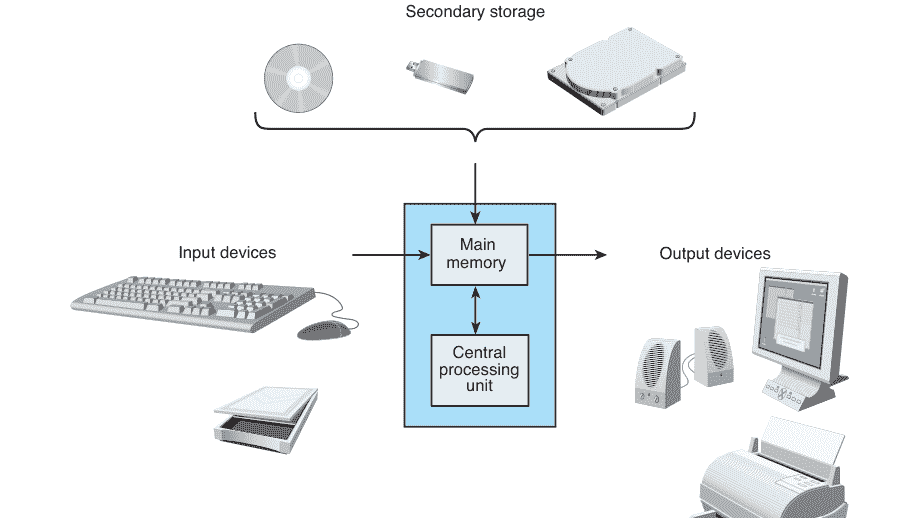 Secondary storage
Input devices
Main
memory
Output devices
Central
processing
unit